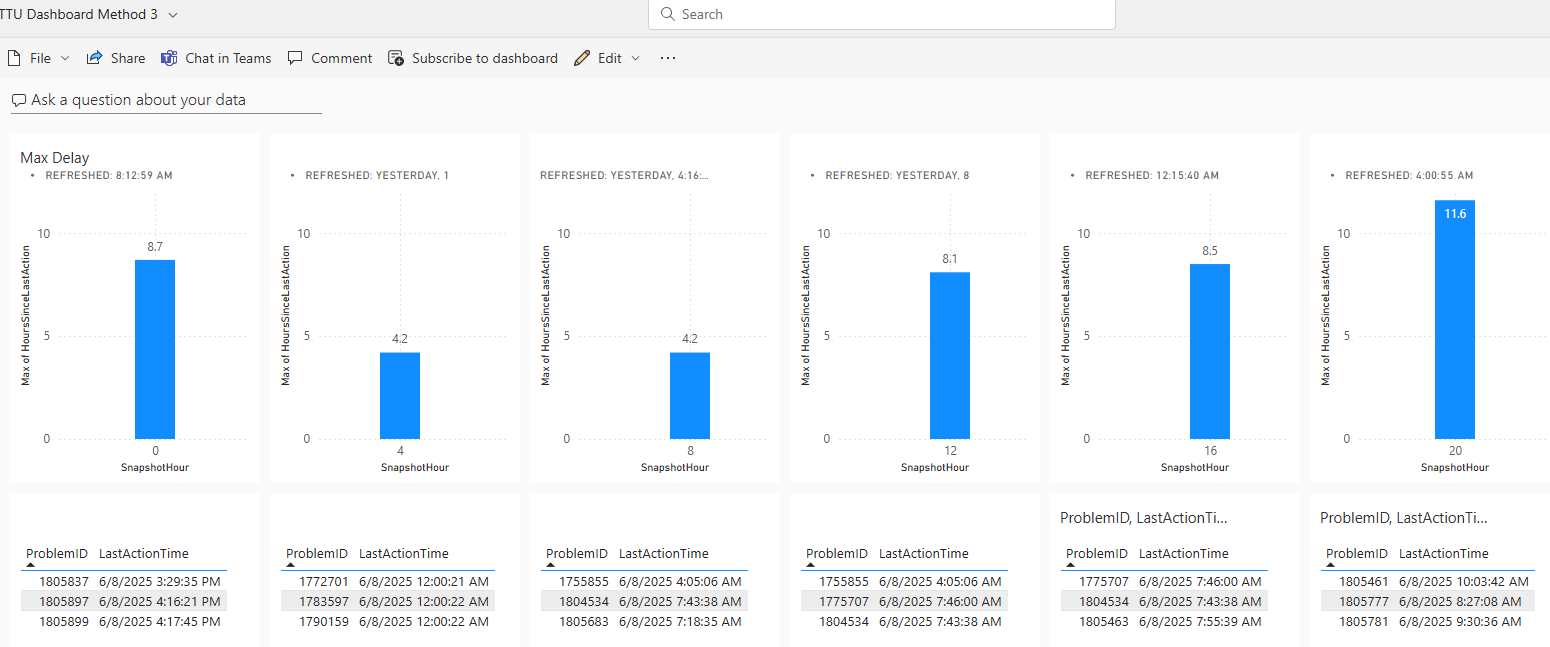 TTU Dashboard Method 3
Search
File
Share
Chat in Teams
Comment
Subscribe to dashboard
Edit
Ask a question about your data
Max Delay
• REFRESHED: 8:12:59 AM
Max of HoursSinceLastAction
10
5
0
8.7
0
SnapshotHour
• REFRESHED: YESTERDAY, 1
Max of HoursSinceLastAction
10
5
0
4.2
4
SnapshotHour
REFRESHED: YESTERDAY, 4:16:...
Max of HoursSinceLastAction
10
5
0
4.2
8
SnapshotHour
• REFRESHED: YESTERDAY, 8
Max of HoursSinceLastAction
10
5
0
8.1
12
SnapshotHour
• REFRESHED: 12:15:40 AM
Max of HoursSinceLastAction
10
5
0
8.5
16
SnapshotHour
• REFRESHED: 4:00:55 AM
Max of HoursSinceLastAction
10
5
0
11.6
20
SnapshotHour
ProblemID LastActionTime
1805837 6/8/2025 3:29:35 PM
1805897 6/8/2025 4:16:21 PM
1805899 6/8/2025 4:17:45 PM
ProblemID LastActionTime
1772701 6/8/2025 12:00:21 AM
1783597 6/8/2025 12:00:22 AM
1790159 6/8/2025 12:00:22 AM
ProblemID LastActionTime
1755855 6/8/2025 4:05:06 AM
1804534 6/8/2025 7:43:38 AM
1805683 6/8/2025 7:18:35 AM
ProblemID LastActionTime
1755855 6/8/2025 4:05:06 AM
1775707 6/8/2025 7:46:00 AM
1804534 6/8/2025 7:43:38 AM
ProblemID, LastActionTi...
ProblemID LastActionTime
1775707 6/8/2025 7:46:00 AM
1804534 6/8/2025 7:43:38 AM
1805463 6/8/2025 7:55:39 AM
ProblemID, LastActionTi...
ProblemID LastActionTime
1805461 6/8/2025 10:03:42 AM
1805777 6/8/2025 8:27:08 AM
1805781 6/8/2025 9:30:36 AM